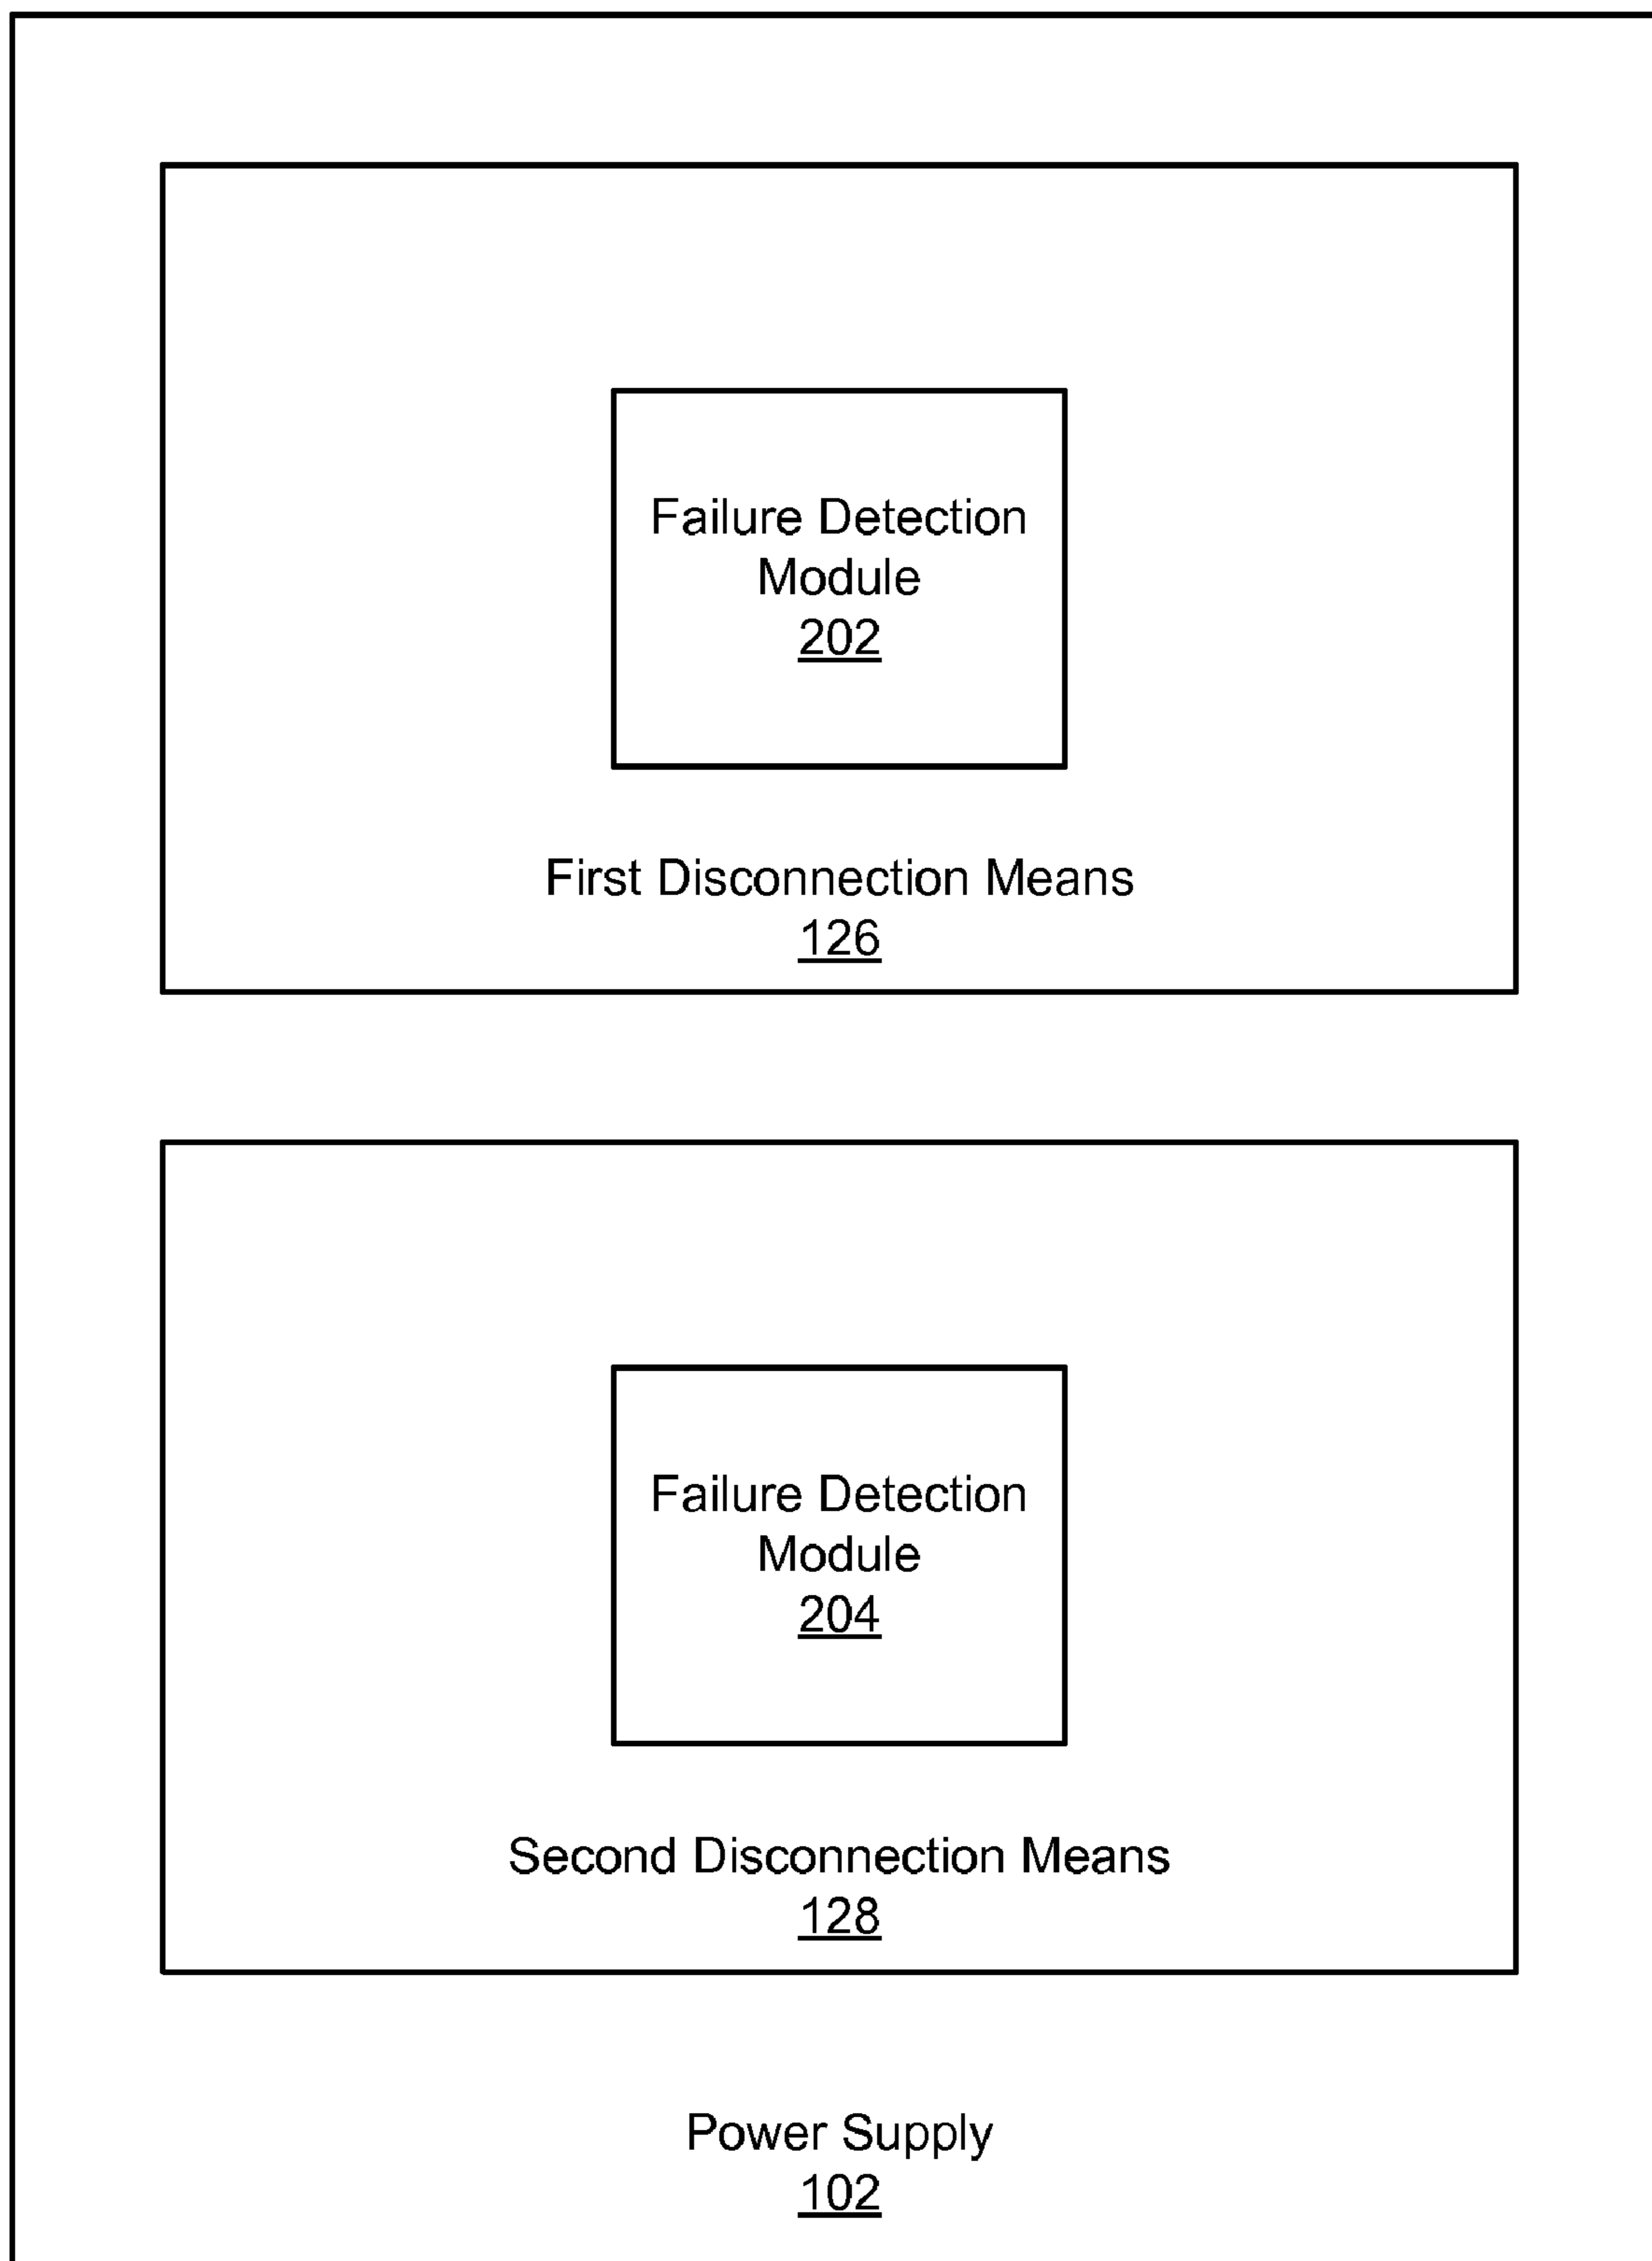 Failure Detection
Module
202
First Disconnection Means
126
Failure Detection
Module
204
Second Disconnection Means
128
Power Supply
102